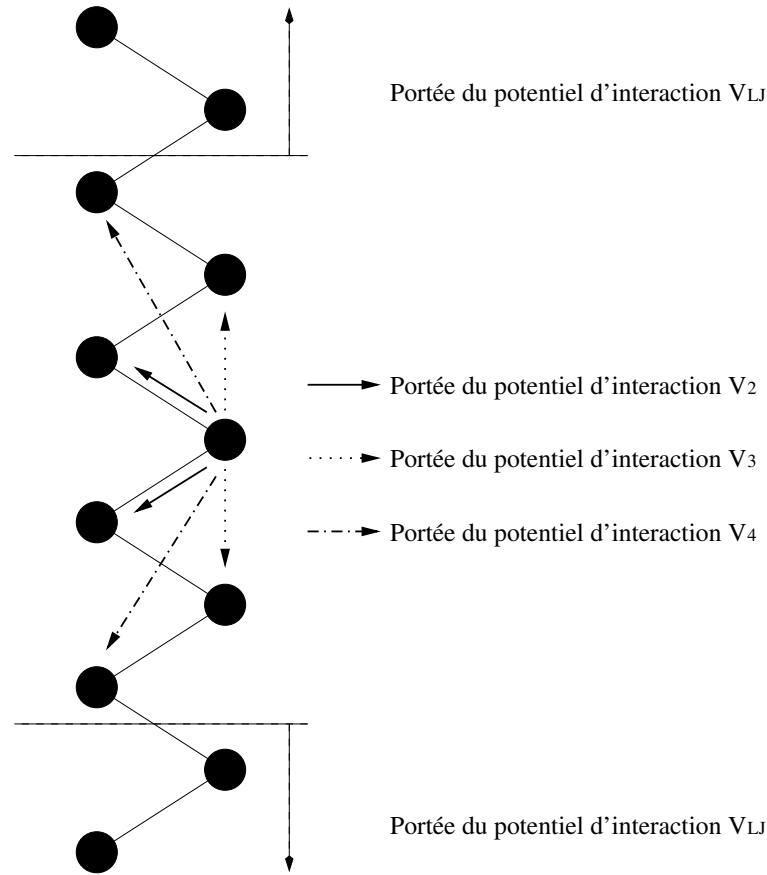 Portée du potentiel d'interaction VLJ
Portée du potentiel d'interaction V2
Portée du potentiel d'interaction V3
Portée du potentiel d'interaction V4
Portée du potentiel d'interaction VLJ